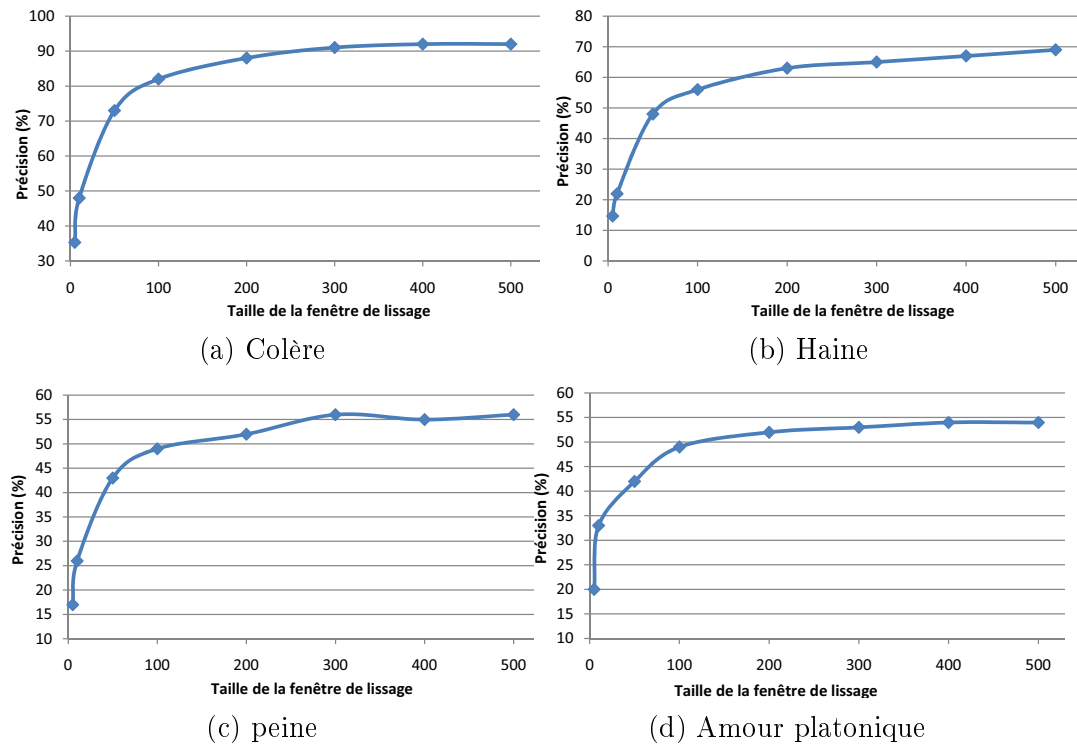 100
90
80
70
60
50
40
30
Précision (%)
0 100 200 300 400 500
Taille de la fenêtre de lissage
(a) Colère
80
70
60
50
40
30
20
10
0
Précision (%)
0 100 200 300 400 500
Taille de la fenêtre de lissage
(b) Haine
60
55
50
45
40
35
30
25
20
15
10
Précision (%)
0 100 200 300 400 500
Taille de la fenêtre de lissage
(c) peine
60
55
50
45
40
35
30
25
20
15
10
Précision (%)
0 100 200 300 400 500
Taille de la fenêtre de lissage
(d) Amour platonique